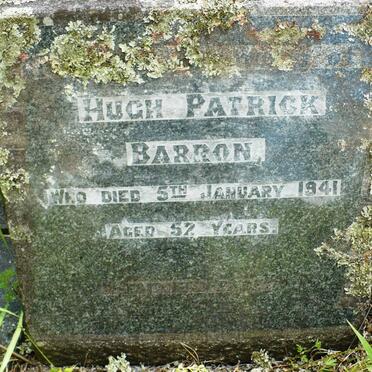 HUGH PATRICK
BARRON,
WHO DIED 5TH JANUARY 1941
AGED 52 YEARS.